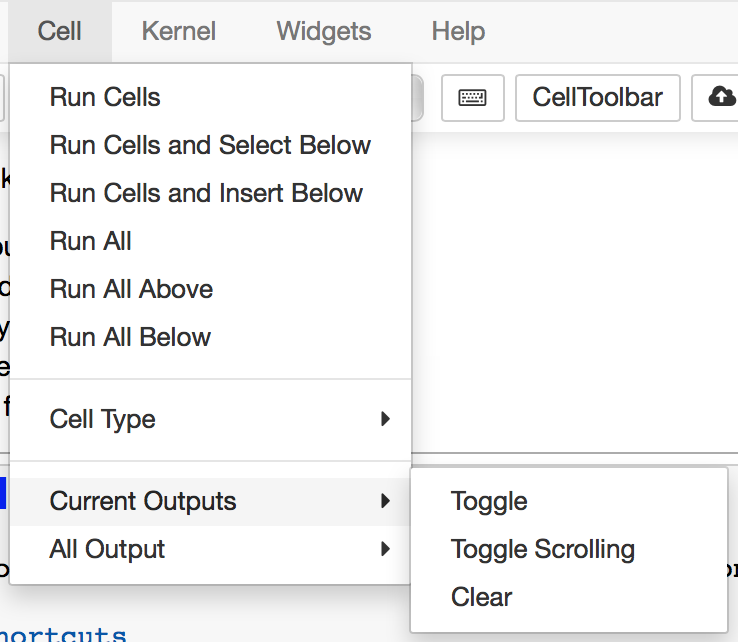 Cell Kernel Widgets Help
CellToolbar
Run Cells
Run Cells and Select Below
Run Cells and Insert Below
Run All
Run All Above
Run All Below
Cell Type
Current Outputs
All Output
Toggle
Toggle Scrolling
Clear